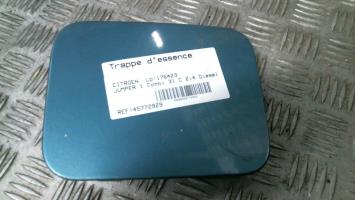 Trappe d'essence
CITROEN LD!176423
JUMPER 1 Combi 31 C 2.4 Diesel
REF:45772929